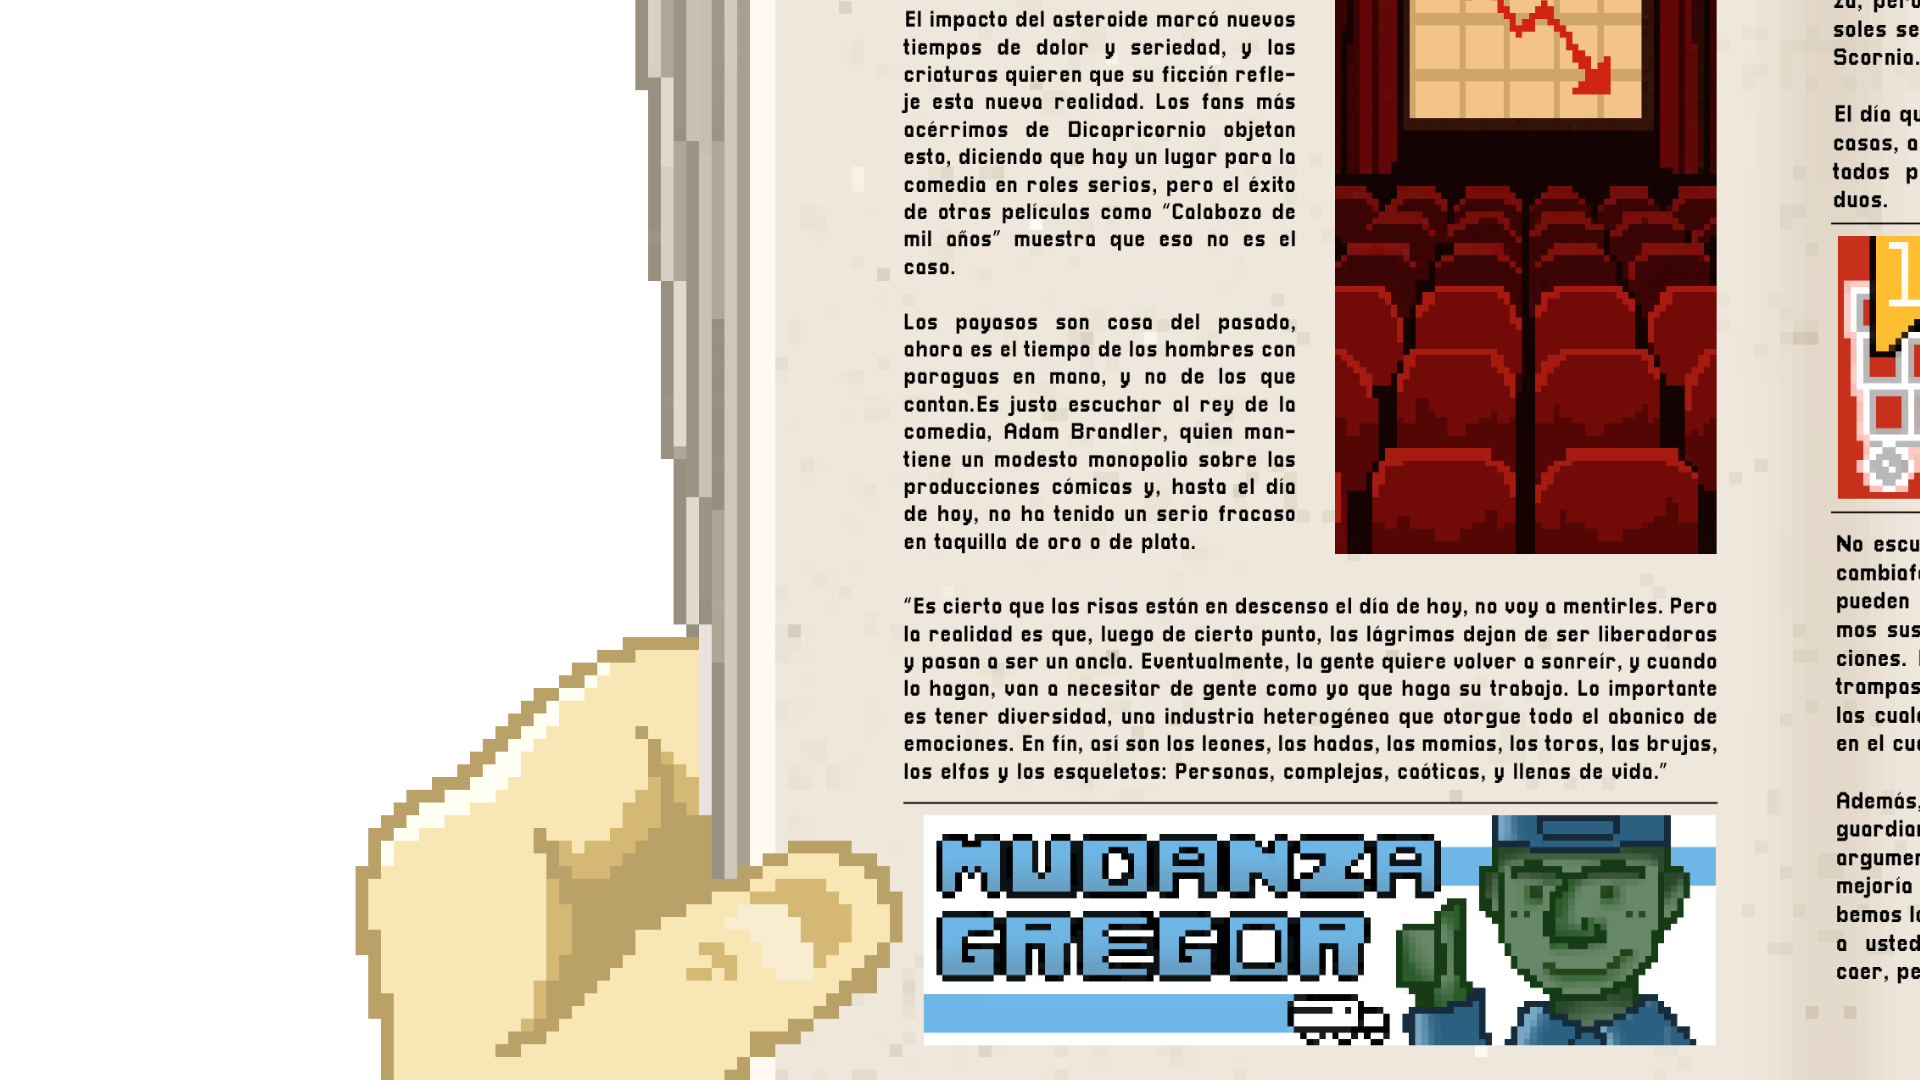 El impacto del asteroide marcó nuevos
tiempos de dolor y seriedad, y las
criaturas quieren que su ficción refle-
je esta nueva realidad. Los fans más
acérrimos de Dicapricornio objetan
esto, diciendo que hay un lugar para la
comedia en roles serios, pero el éxito
de otras películas como “Calabozo de
mil años” muestra que eso no es el
caso.
Los payasos son cosa del pasado,
ahora es el tiempo de los hombres con
paraguas en mano, y no de los que
cantan.Es justo escuchar al rey de la
comedia, Adam Brandler, quien man-
tiene un modesto monopolio sobre las
producciones cómicas y, hasta el día
de hoy, no ha tenido un serio fracaso
en taquilla de oro o de plata.
“Es cierto que las risas están en descenso el día de hoy, no voy a mentirles. Pero
la realidad es que, luego de cierto punto, las lágrimas dejan de ser liberadoras
y pasan a ser un ancla. Eventualmente, la gente quiere volver a sonreír, y cuando
lo hagan, van a necesitar de gente como yo que haga su trabajo. Lo importante
es tener diversidad, una industria heterogénea que otorgue todo el abanico de
emociones. En fín, así son los leones, las hadas, las momias, los toros, las brujas,
los elfos y los esqueletos: Personas, complejas, caóticas, y llenas de vida.”
MUDANZA
GREGOR
za, pero
soles se
Scornia.
El día qu
casas, a
tados p
duos.
1
No escu
cambiafo
pueden
mos sus
ciones.
trampas
las cuale
en el cua
Además,
guardian
argumen
mejoría
bemos lo
a usted
caer, pe